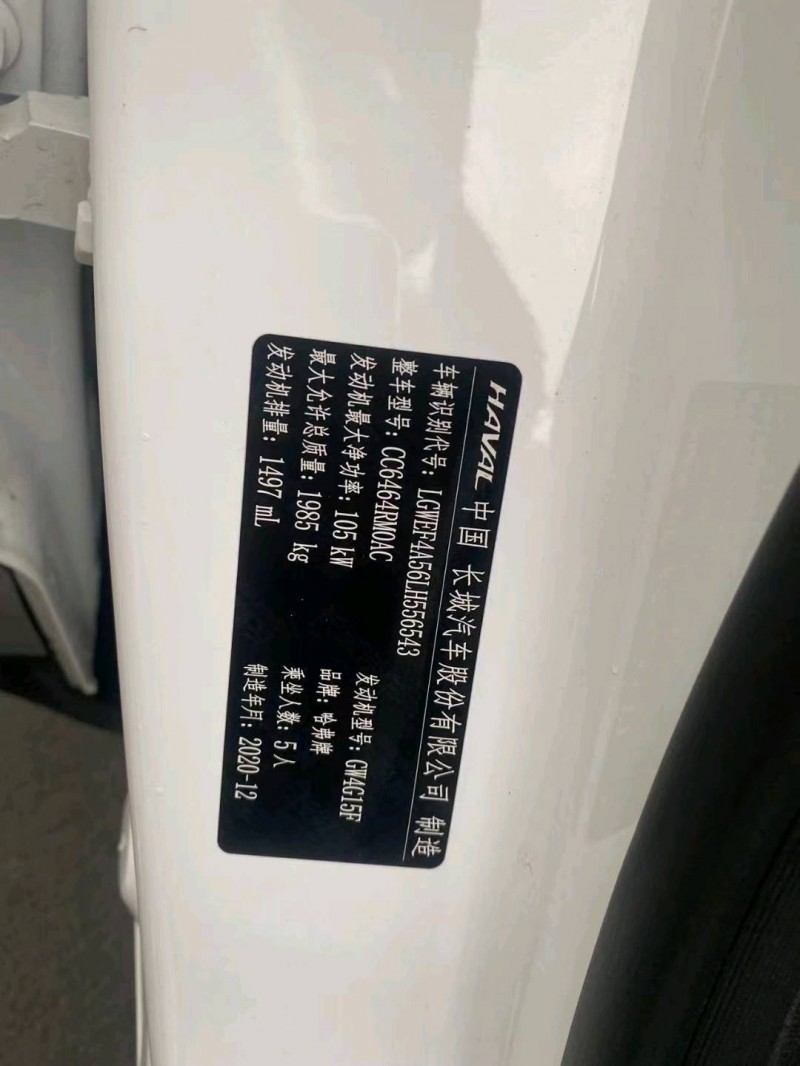 HAVAL 中国 长城汽车股份有限公司 制造
车辆识别代号: LGWEF4A56LH556543
整车型号: CC6464RM0AC
发动机最大净功率: 105 kW 发动机型号: GW4G15F
最大允许总质量: 1985 kg 品牌: 哈弗牌
发动机排量: 1497 mL 乘坐人数: 5 人
制造年月: 2020-12